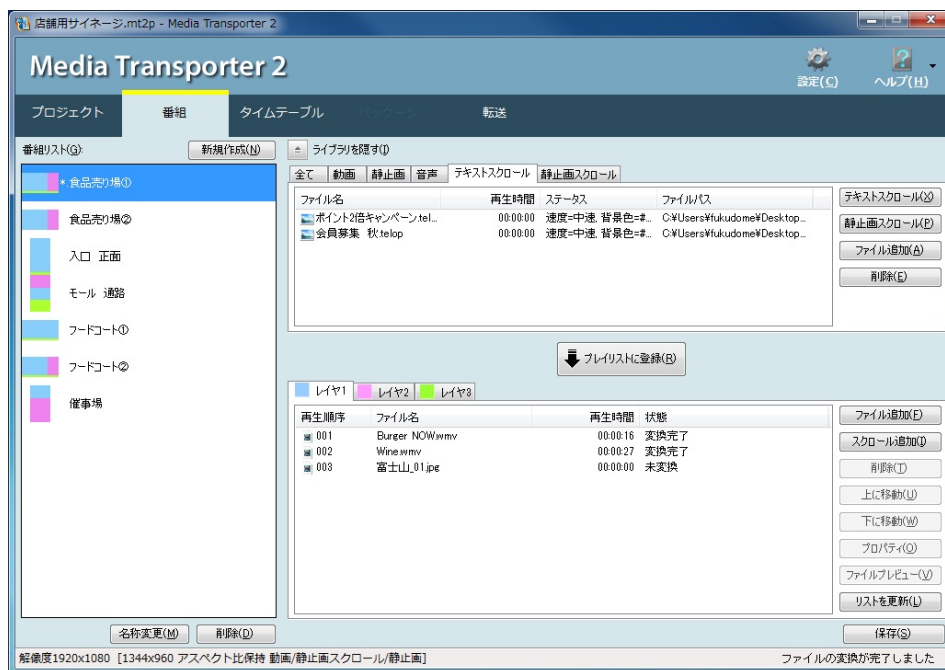 店舗用サイネージ.mt2p - Media Transporter 2
Media Transporter 2
設定(C)
ヘルプ(H)
プロジェクト 番組 タイムテーブル パッケージ 転送
番組リスト(G): 新規作成(N)
*.食品売り場①
食品売り場②
入口 正面
モール 通路
フードコート①
フードコート②
催事場
名称変更(M) 削除(D)
ライブラリを隠す(I)
全て 動画 静止画 音声 テキストスクロール 静止画スクロール
ファイル名 再生時間 ステータス ファイルパス
ポイント2倍キャンペーン.tel... 00:00:00 速度=中速, 背景色=#... C:¥Users¥fukudome¥Desktop...
会員募集 秋.telop 00:00:00 速度=中速, 背景色=#... C:¥Users¥fukudome¥Desktop...
テキストスクロール(X)
静止画スクロール(P)
ファイル追加(A)
削除(E)
プレイリストに登録(R)
レイヤ1 レイヤ2 レイヤ3
再生順序 ファイル名 再生時間 状態
001 Burger NOW.wmv 00:00:16 変換完了
002 Wine.wmv 00:00:27 変換完了
003 富士山_01.jpg 00:00:00 未変換
ファイル追加(F)
スクロール追加(I)
削除(T)
上に移動(U)
下に移動(W)
プロパティ(O)
ファイルプレビュー(V)
リストを更新(L)
保存(S)
解像度1920x1080 [1344x960 アスペクト比保持 動画/静止画スクロール/静止画]
ファイルの変換が完了しました